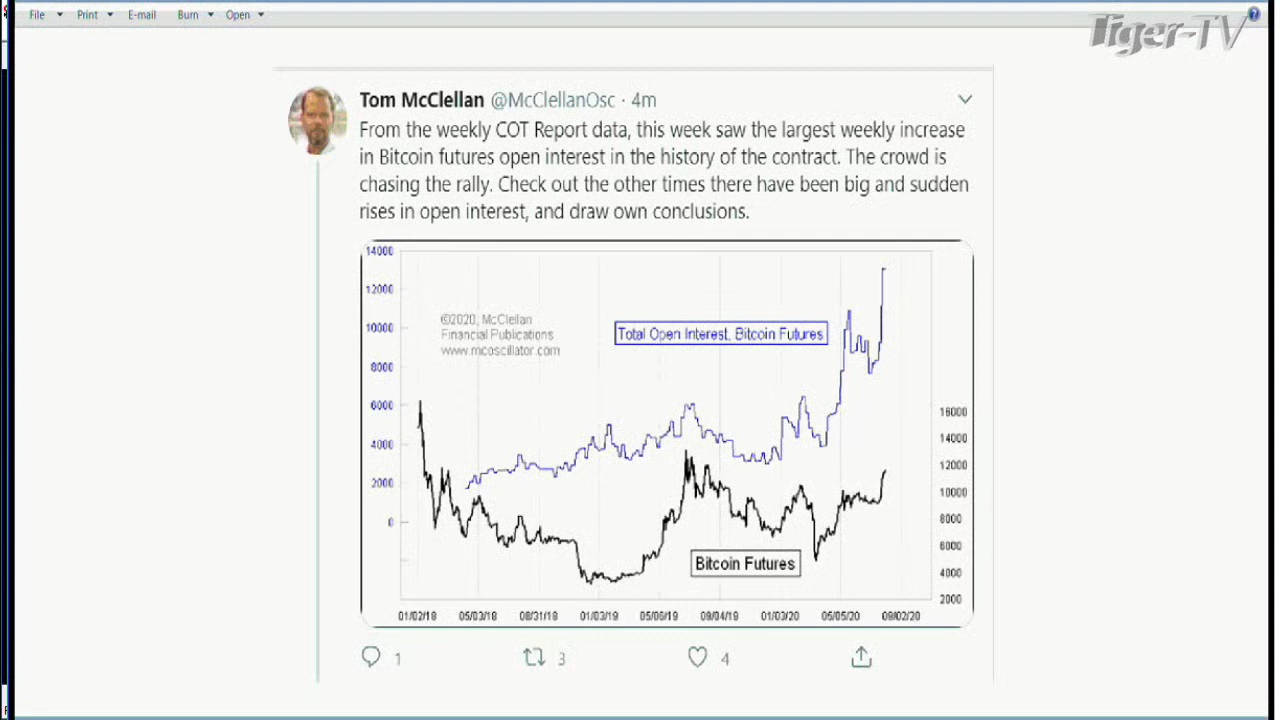 File Print E-mail Burn Open
Tiger-TV
Tom McClellan @McClellanOsc · 4m
From the weekly COT Report data, this week saw the largest weekly increase
in Bitcoin futures open interest in the history of the contract. The crowd is
chasing the rally. Check out the other times there have been big and sudden
rises in open interest, and draw own conclusions.
14000
12000
10000
8000
6000
4000
2000
0
©2020, McClellan
Financial Publications
www.mcoscillator.com
Total Open Interest, Bitcoin Futures
16000
14000
12000
10000
8000
6000
4000
2000
Bitcoin Futures
01/02/18 05/03/18 08/31/18 01/03/19 05/06/19 09/04/19 01/03/20 05/05/20 09/02/20
1 3 4